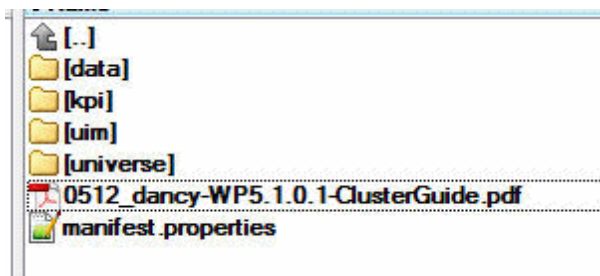 [..]
[data]
[kpi]
[uim]
[universe]
0512_dancy-WP5.1.0.1-ClusterGuide.pdf
manifest.properties